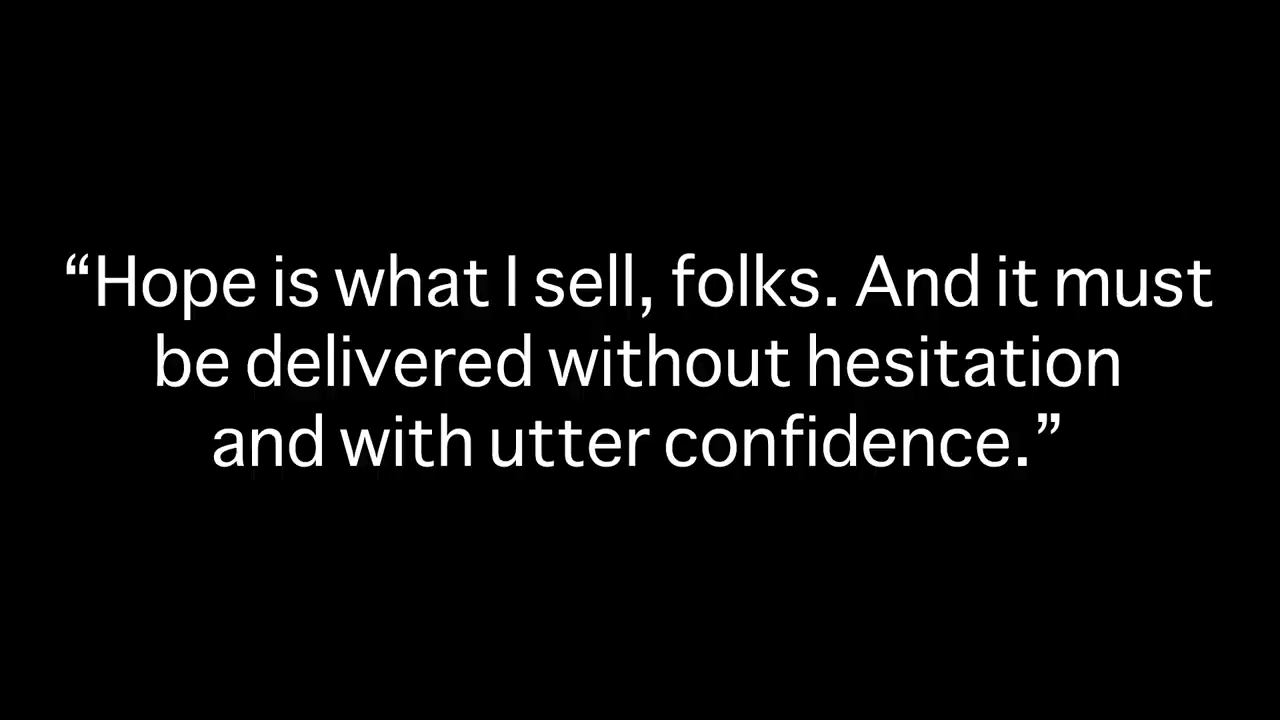 “Hope is what I sell, folks. And it must
be delivered without hesitation
and with utter confidence.”